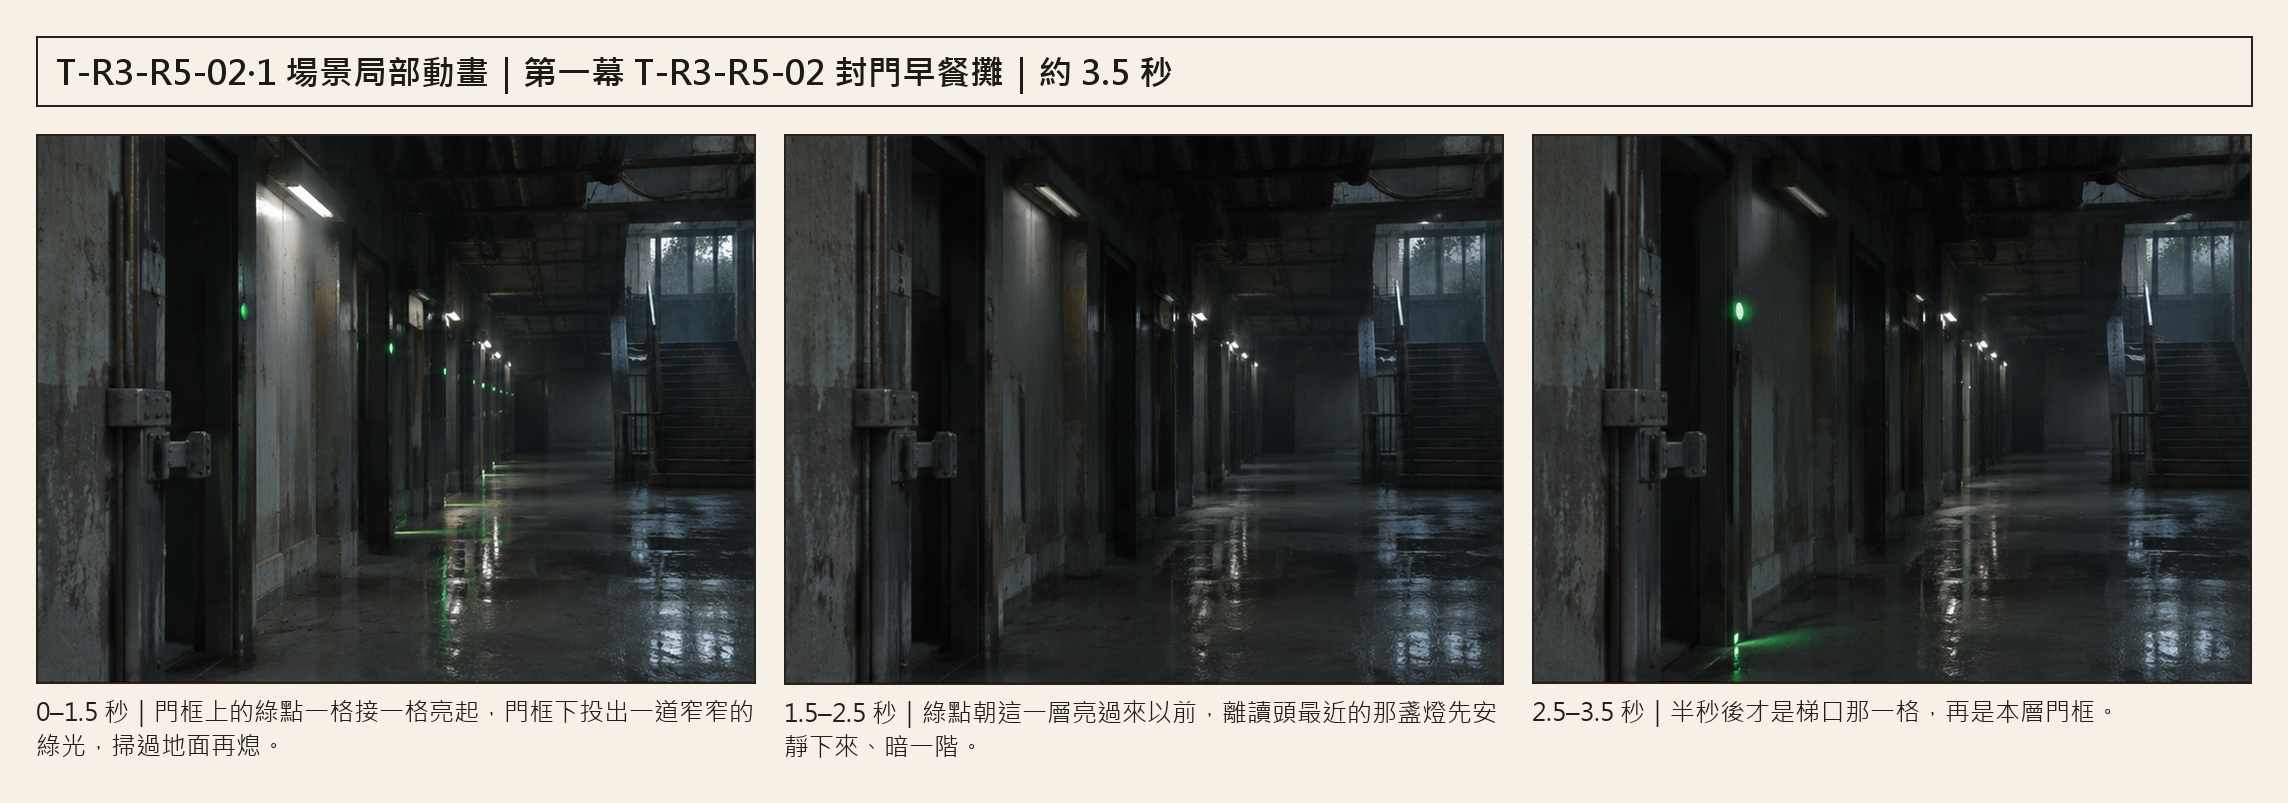 T-R3-R5-02·1 場景局部動畫｜第一幕 T-R3-R5-02 封門早餐攤｜約 3.5 秒
0–1.5 秒｜門框上的綠點一格接一格亮起，門框下投出一道窄窄的
綠光，掃過地面再熄。
1.5–2.5 秒｜綠點朝這一層亮過來以前，離讀頭最近的那盞燈先安
靜下來、暗一階。
2.5–3.5 秒｜半秒後才是梯口那一格，再是本層門框。